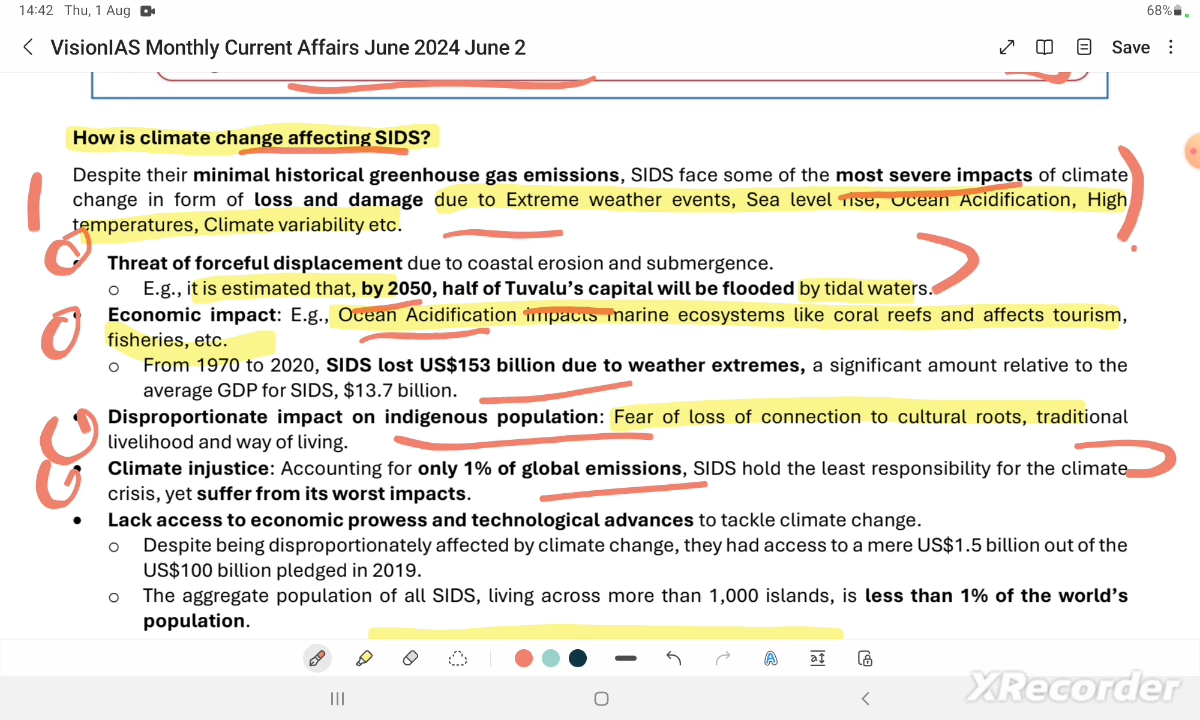 14:42 Thu, 1 Aug
68%
VisionIAS Monthly Current Affairs June 2024 June 2
Save
How is climate change affecting SIDS?
Despite their minimal historical greenhouse gas emissions, SIDS face some of the most severe impacts of climate
change in form of loss and damage due to Extreme weather events, Sea level rise, Ocean Acidification, High
temperatures, Climate variability etc.
Threat of forceful displacement due to coastal erosion and submergence.
o E.g., it is estimated that, by 2050, half of Tuvalu's capital will be flooded by tidal waters.
Economic impact: E.g., Ocean Acidification impacts marine ecosystems like coral reefs and affects tourism,
fisheries, etc.
o From 1970 to 2020, SIDS lost US$153 billion due to weather extremes, a significant amount relative to the
average GDP for SIDS, $13.7 billion.
Disproportionate impact on indigenous population: Fear of loss of connection to cultural roots, traditional
livelihood and way of living.
Climate injustice: Accounting for only 1% of global emissions, SIDS hold the least responsibility for the climate
crisis, yet suffer from its worst impacts.
• Lack access to economic prowess and technological advances to tackle climate change.
o Despite being disproportionately affected by climate change, they had access to a mere US$1.5 billion out of the
US$100 billion pledged in 2019.
o The aggregate population of all SIDS, living across more than 1,000 islands, is less than 1% of the world's
population.
XRecorder